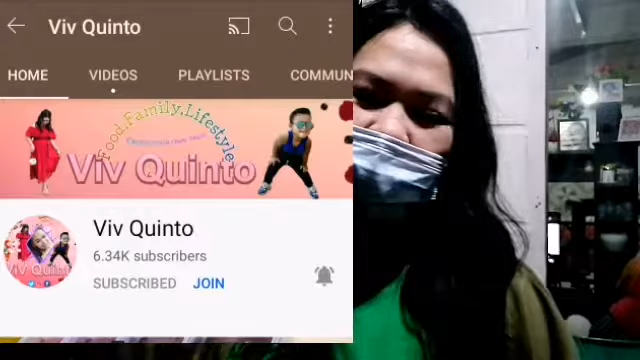 Viv Quinto
HOME VIDEOS PLAYLISTS COMMUN
Food,Family,Lifestyle
Viv Quinto
Viv Quinto
6.34K subscribers
SUBSCRIBED JOIN